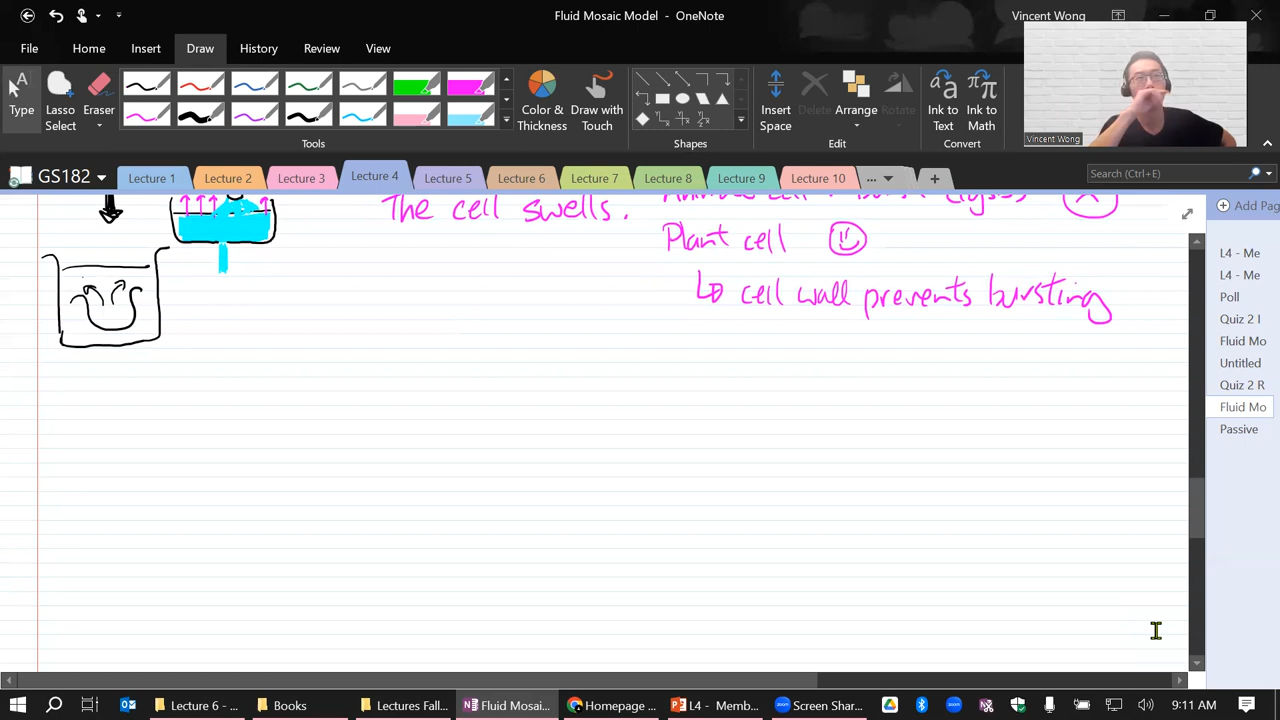 Fluid Mosaic Model - OneNote
Vincent Wong
File Home Insert Draw History Review View
Type
Lasso Select
Eraser
Color & Thickness
Draw with Touch
Insert Space
Delete
Arrange
Rotate
Ink to Text
Ink to Math
Vincent Wong
Tools
Shapes
Edit
Convert
GS182
Lecture 1
Lecture 2
Lecture 3
Lecture 4
Lecture 5
Lecture 6
Lecture 7
Lecture 8
Lecture 9
Lecture 10
...
Search (Ctrl+E)
Add Pag
The cell swells.
Plant cell
cell wall prevents bursting
L4 - Me
L4 - Me
Poll
Quiz 2 I
Fluid Mo
Untitled
Quiz 2 R
Fluid Mo
Passive
Lecture 6 - ...
Books
Lectures Fall...
Fluid Mosai...
Homepage ...
L4 - Memb...
Screen Shar...
9:11 AM